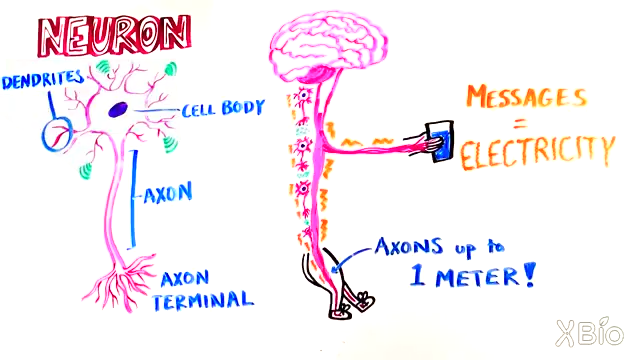 NEURON
DENDRITES
CELL BODY
AXON
AXON
TERMINAL
MESSAGES
=
ELECTRICITY
AXONS up to
1 METER!
XBio